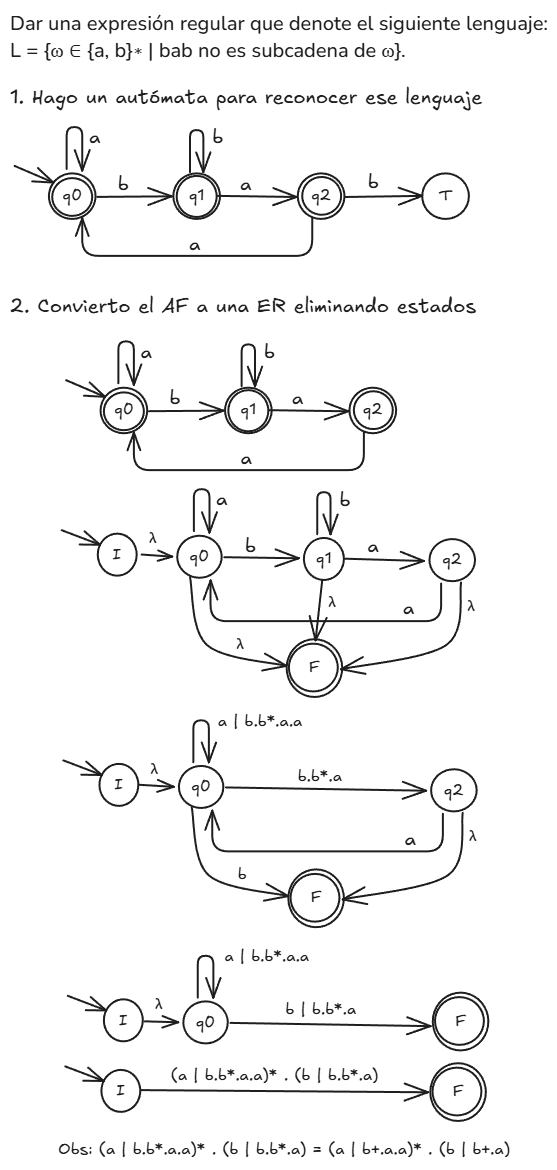 Dar una expresión regular que denote el siguiente lenguaje:
L = {ω ∈ {a, b}* | bab no es subcadena de ω}.
1. Hago un autómata para reconocer ese lenguaje
a
b
q0
b
q1
a
q2
b
T
a
2. Convierto el AF a una ER eliminando estados
a
b
q0
b
q1
a
q2
a
a
b
I
λ
q0
b
q1
a
q2
λ
a
λ
λ
F
a | b.b*.a.a
I
λ
q0
b.b*.a
q2
a
λ
b
F
a | b.b*.a.a
I
λ
q0
b | b.b*.a
F
I
(a | b.b*.a.a)* . (b | b.b*.a)
F
Obs: (a | b.b*.a.a)* . (b | b.b*.a) = (a | b+.a.a)* . (b | b+.a)